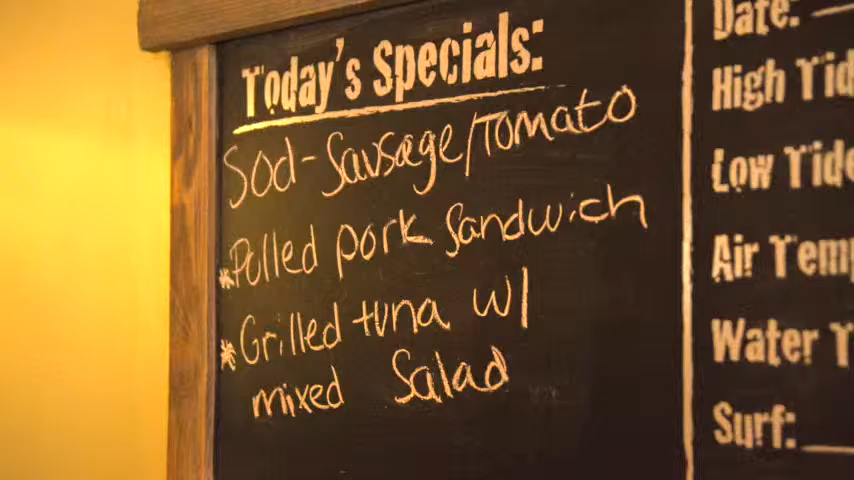 Today's Specials:
SOd-Sausage/Tomato
*Pulled pork Sandwich
*Grilled tuna w/
mixed Salad
Date:
High Tide
Low Tide
Air Temp
Water T
Surf: